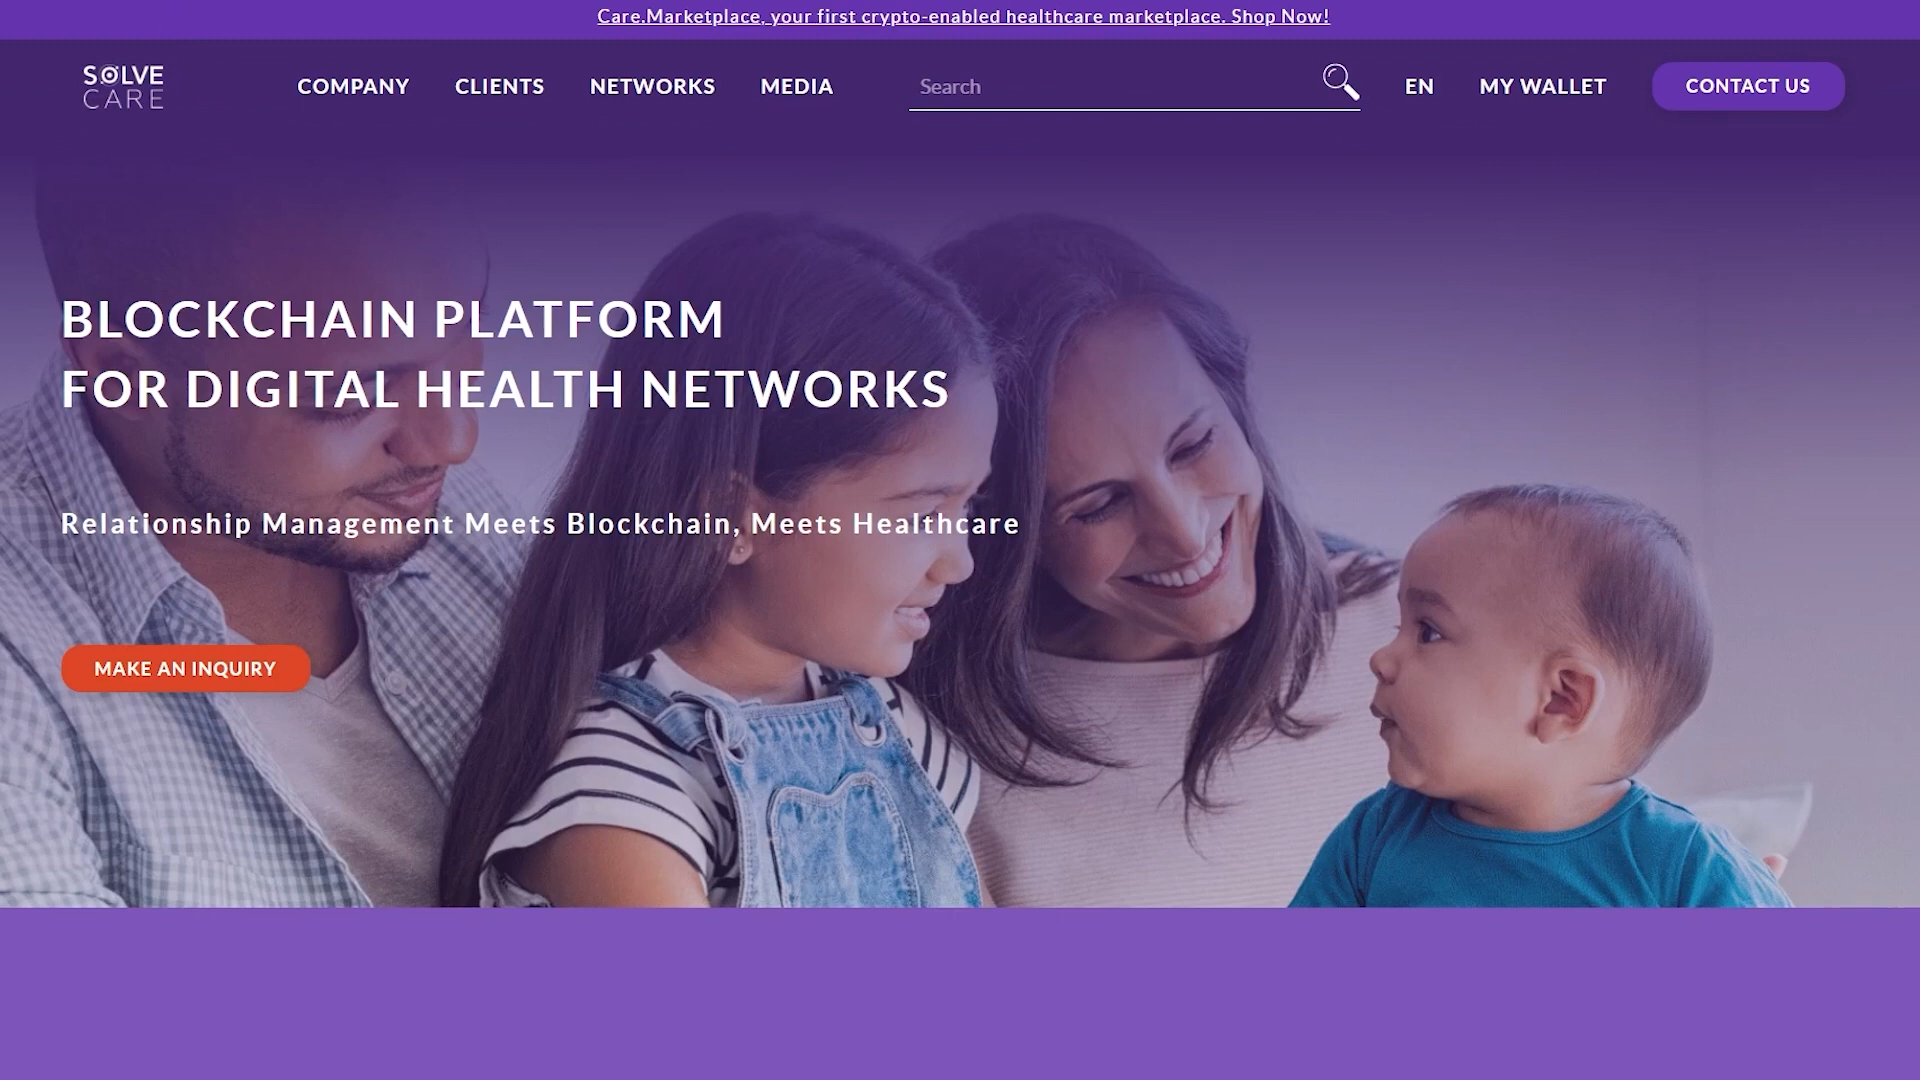 Care.Marketplace, your first crypto-enabled healthcare marketplace. Shop Now!
SOLVE
CARE
COMPANY
CLIENTS
NETWORKS
MEDIA
Search
EN
MY WALLET
CONTACT US
BLOCKCHAIN PLATFORM
FOR DIGITAL HEALTH NETWORKS
Relationship Management Meets Blockchain, Meets Healthcare
MAKE AN INQUIRY